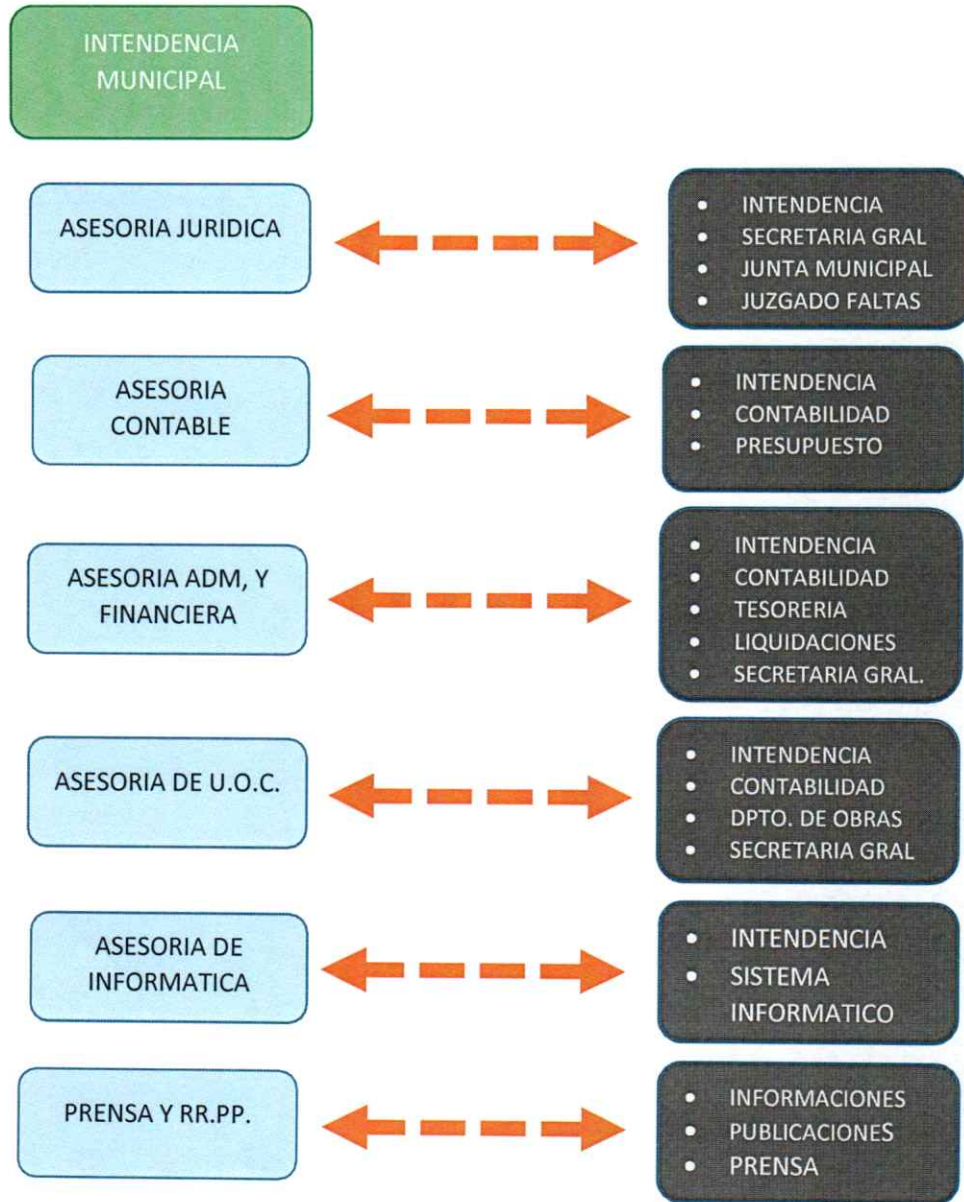 INTENDENCIA
MUNICIPAL
ASESORIA JURIDICA
• INTENDENCIA
• SECRETARIA GRAL
• JUNTA MUNICIPAL
• JUZGADO FALTAS
ASESORIA
CONTABLE
• INTENDENCIA
• CONTABILIDAD
• PRESUPUESTO
ASESORIA ADM, Y
FINANCIERA
• INTENDENCIA
• CONTABILIDAD
• TESORERIA
• LIQUIDACIONES
• SECRETARIA GRAL.
ASESORIA DE U.O.C.
• INTENDENCIA
• CONTABILIDAD
• DPTO. DE OBRAS
• SECRETARIA GRAL
ASESORIA DE
INFORMATICA
• INTENDENCIA
• SISTEMA
INFORMATICO
PRENSA Y RR.PP.
• INFORMACIONES
• PUBLICACIONES
• PRENSA